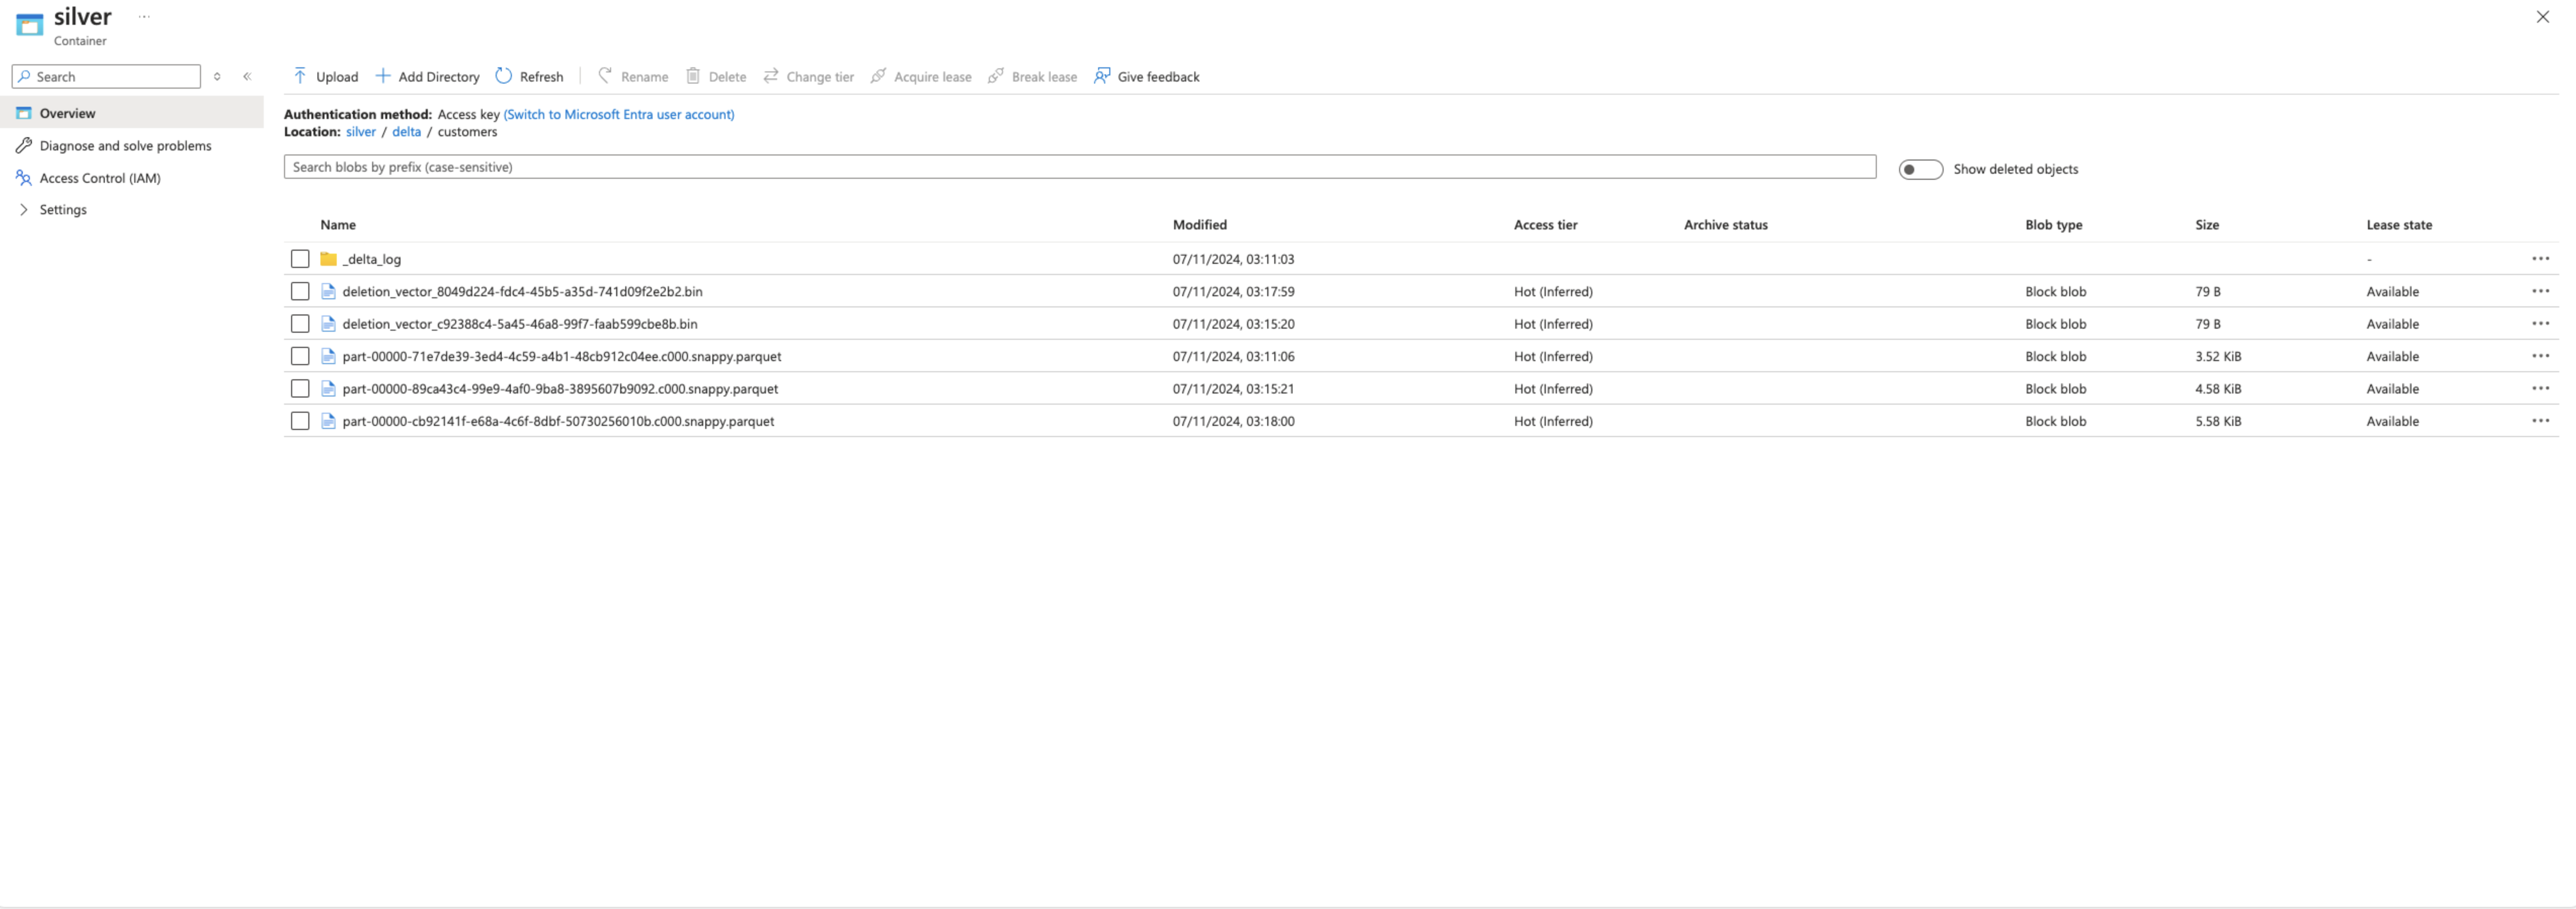 silver ...
Container
Search
Upload Add Directory Refresh Rename Delete Change tier Acquire lease Break lease Give feedback
Overview
Diagnose and solve problems
Access Control (IAM)
Settings
Authentication method: Access key (Switch to Microsoft Entra user account)
Location: silver / delta / customers
Search blobs by prefix (case-sensitive)
Show deleted objects
Name Modified Access tier Archive status Blob type Size Lease state
_delta_log 07/11/2024, 03:11:03 -
deletion_vector_8049d224-fdc4-45b5-a35d-741d09f2e2b2.bin 07/11/2024, 03:17:59 Hot (Inferred) Block blob 79 B Available
deletion_vector_c92388c4-5a45-46a8-99f7-faab599cbe8b.bin 07/11/2024, 03:15:20 Hot (Inferred) Block blob 79 B Available
part-00000-71e7de39-3ed4-4c59-a4b1-48cb912c04ee.c000.snappy.parquet 07/11/2024, 03:11:06 Hot (Inferred) Block blob 3.52 KiB Available
part-00000-89ca43c4-99e9-4af0-9ba8-3895607b9092.c000.snappy.parquet 07/11/2024, 03:15:21 Hot (Inferred) Block blob 4.58 KiB Available
part-00000-cb92141f-e68a-4c6f-8dbf-50730256010b.c000.snappy.parquet 07/11/2024, 03:18:00 Hot (Inferred) Block blob 5.58 KiB Available